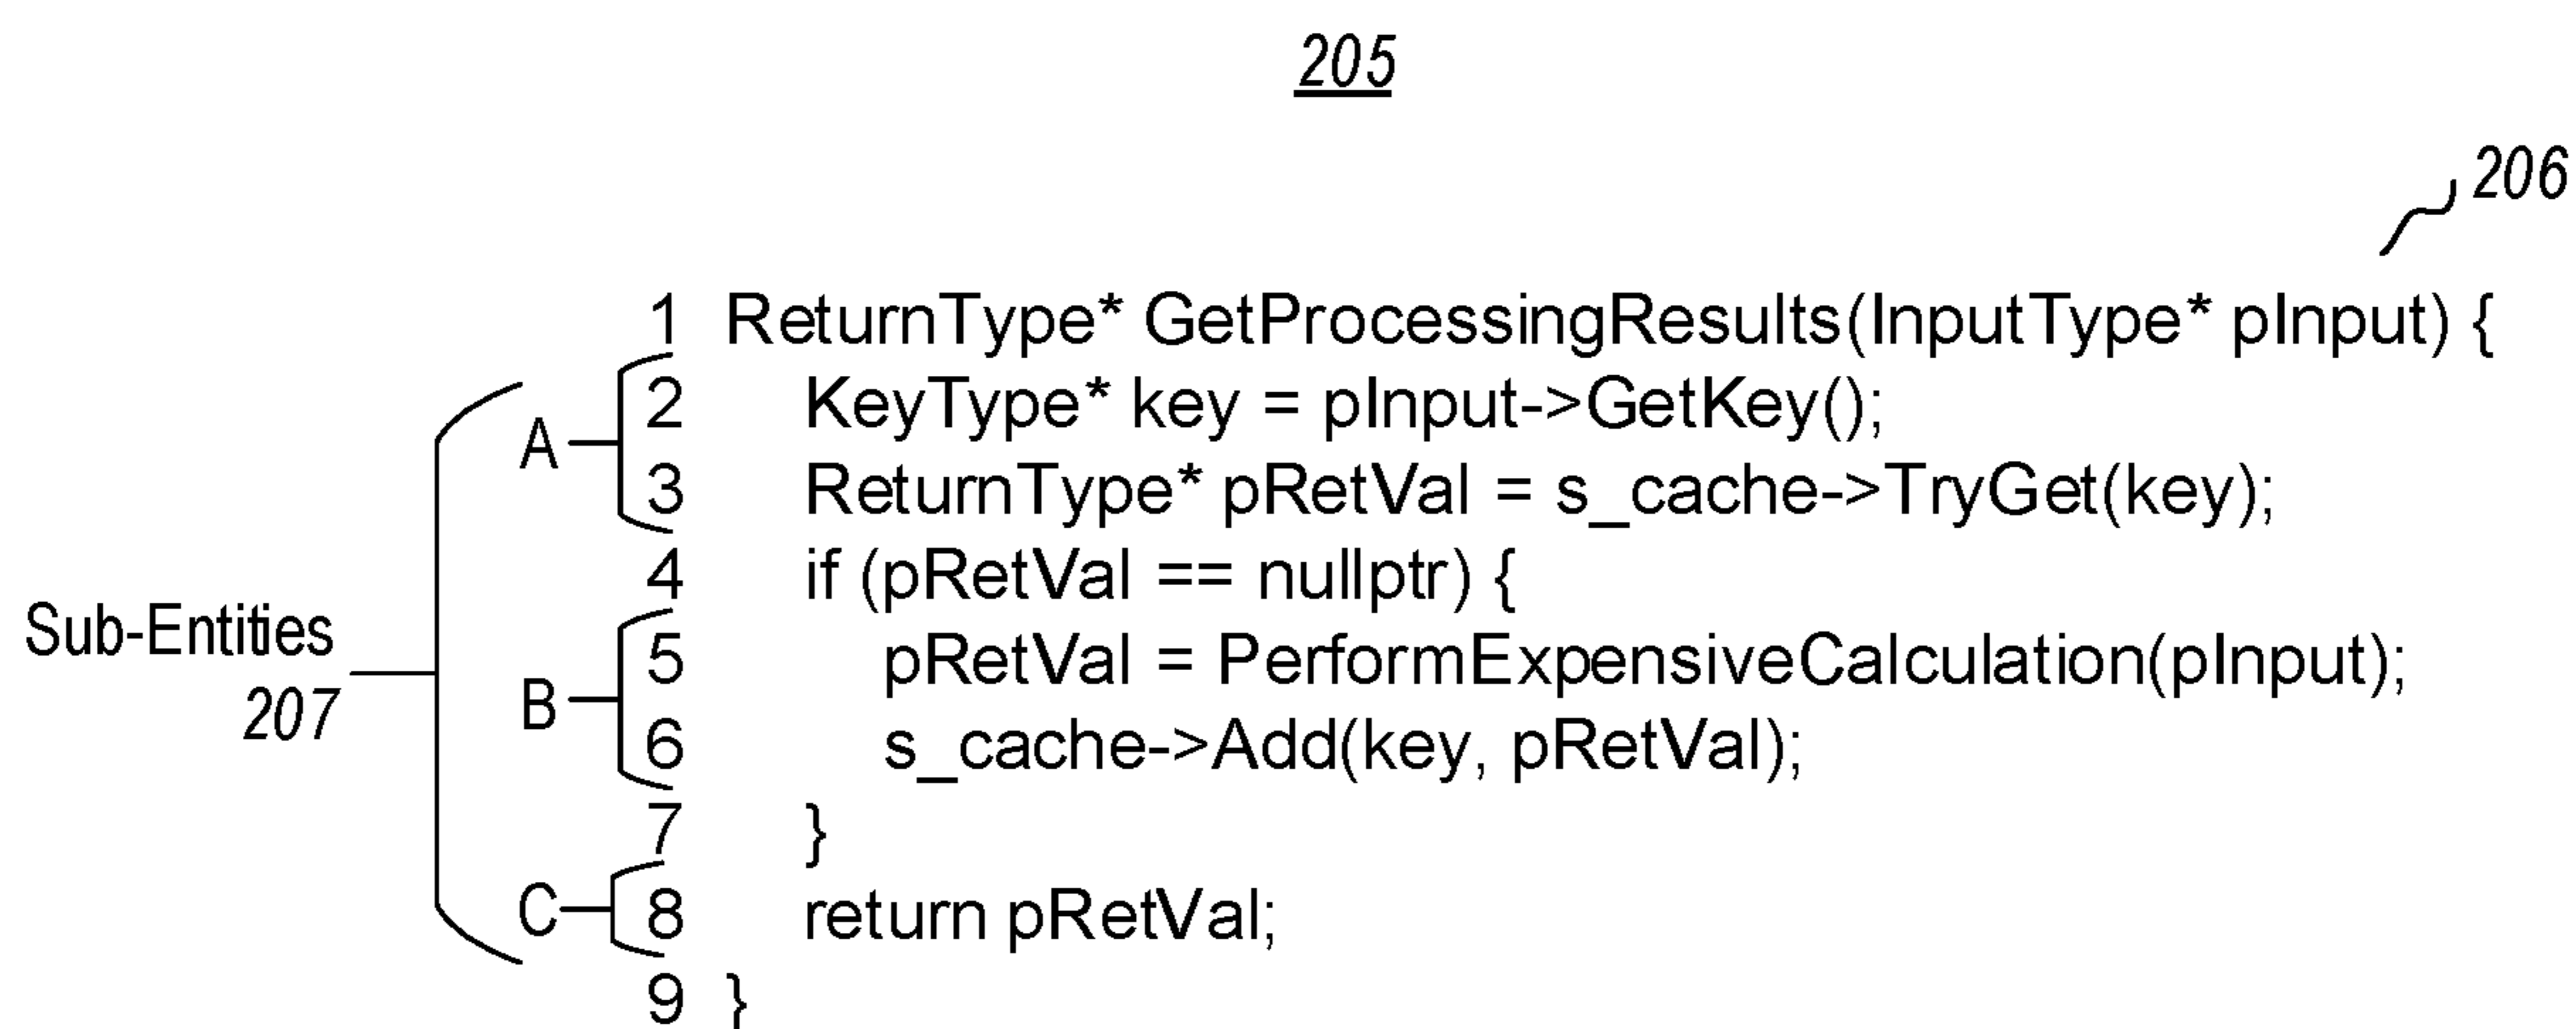 205
206
1 ReturnType* GetProcessingResults(InputType* pInput) {
2 KeyType* key = pInput->GetKey();
A
3 ReturnType* pRetVal = s_cache->TryGet(key);
4 if (pRetVal == nullptr) {
Sub-Entities
207
5 pRetVal = PerformExpensiveCalculation(pInput);
B
6 s_cache->Add(key, pRetVal);
7 }
C
8 return pRetVal;
9 }